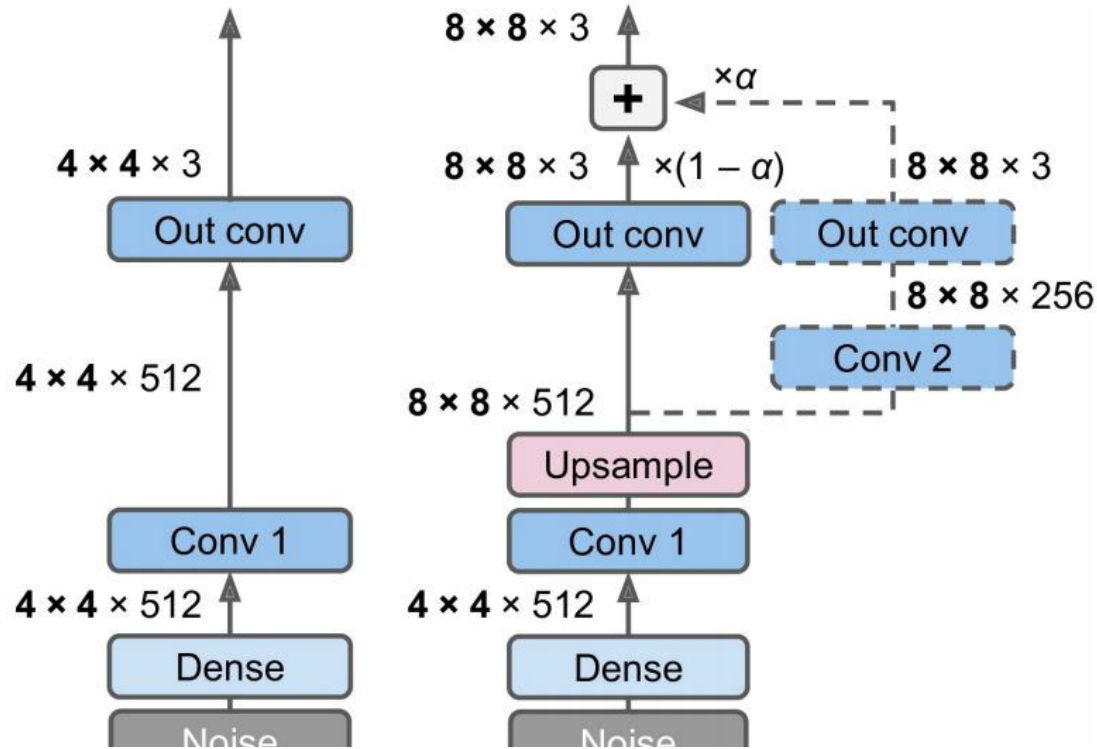 4 × 4 × 3
Out conv
4 × 4 × 512
Conv 1
4 × 4 × 512
Dense
Noise
8 × 8 × 3
+
×α
8 × 8 × 3
×(1 – α)
8 × 8 × 3
Out conv
Out conv
8 × 8 × 256
Conv 2
8 × 8 × 512
Upsample
Conv 1
4 × 4 × 512
Dense
Noise